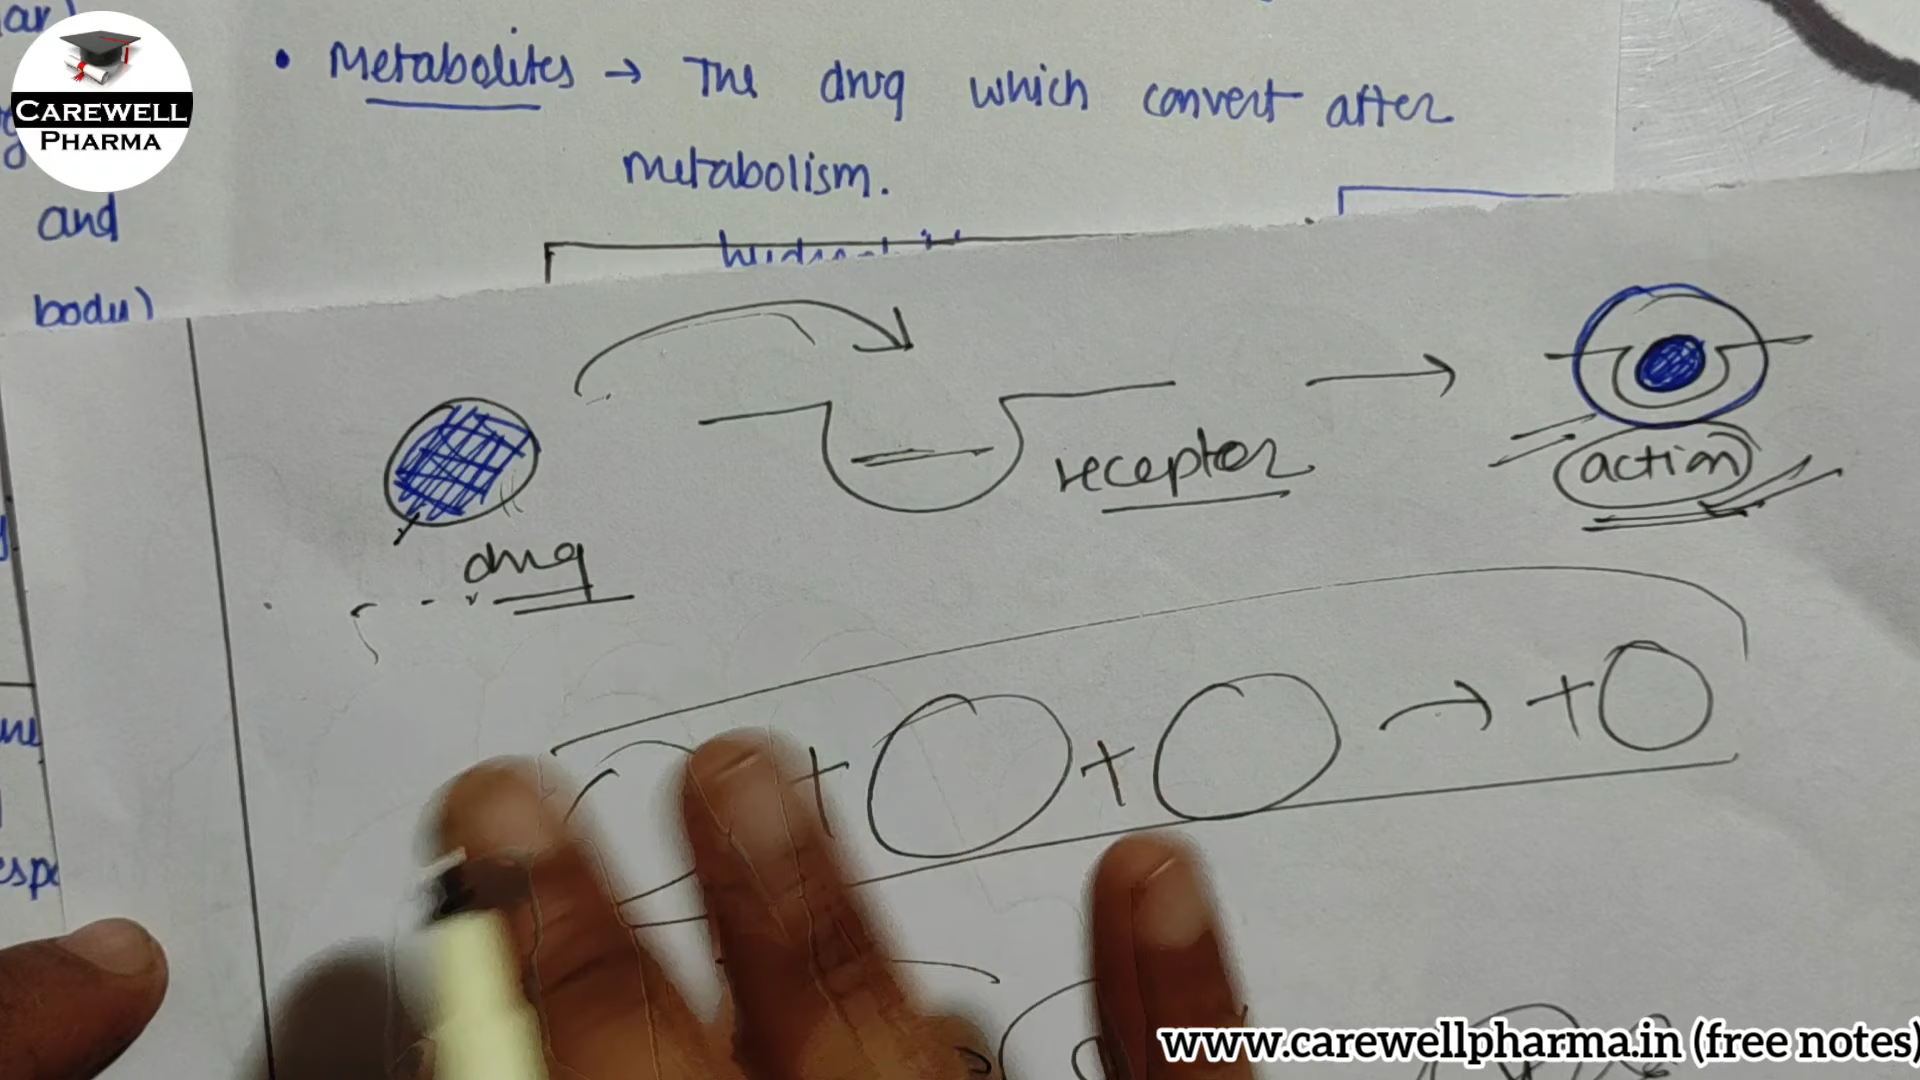 CAREWELL
PHARMA
• Metabolites → The drug which convert after
metabolism.
and
body)
receptor
action
drug
+ + → +
www.carewellpharma.in (free notes)